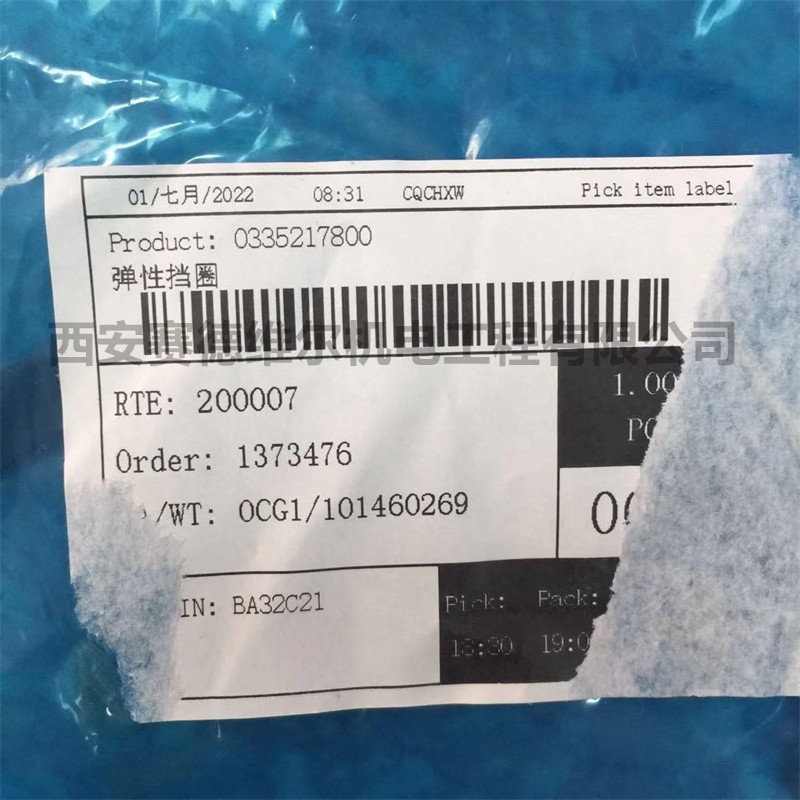 01/七月/2022 08:31 CQCHXW Pick item label
Product: 0335217800
弹性挡圈
西安赛德维尔机电工程有限公司
RTE: 200007
1.00
Order: 1373476
/WT: OCG1/101460269
IN: BA32C21
Pick: Pack:
18:30 19:0